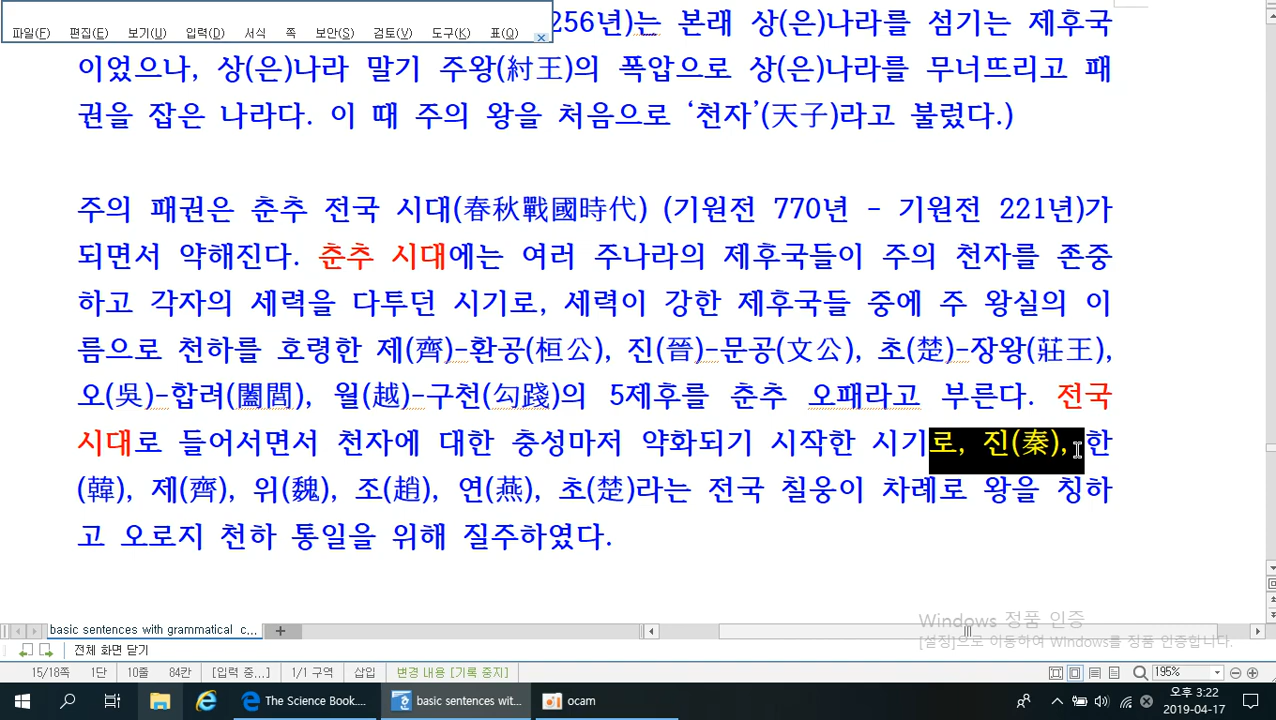 파일(F) 편집(E) 보기(U) 입력(D) 서식 쪽 보안(S) 검토(V) 도구(K) 표(Q)
256년)는 본래 상(은)나라를 섬기는 제후국
이었으나, 상(은)나라 말기 주왕(紂王)의 폭압으로 상(은)나라를 무너뜨리고 패
권을 잡은 나라다. 이 때 주의 왕을 처음으로 ‘천자’(天子)라고 불렀다.)
주의 패권은 춘추 전국 시대(春秋戰國時代) (기원전 770년 - 기원전 221년)가
되면서 약해진다. 춘추 시대에는 여러 주나라의 제후국들이 주의 천자를 존중
하고 각자의 세력을 다투던 시기로, 세력이 강한 제후국들 중에 주 왕실의 이
름으로 천하를 호령한 제(齊)-환공(桓公), 진(晉)-문공(文公), 초(楚)-장왕(莊王),
오(吳)-합려(闔閭), 월(越)-구천(勾踐)의 5제후를 춘추 오패라고 부른다. 전국
시대로 들어서면서 천자에 대한 충성마저 약화되기 시작한 시기로, 진(秦), 한
(韓), 제(齊), 위(魏), 조(趙), 연(燕), 초(楚)라는 전국 칠웅이 차례로 왕을 칭하
고 오로지 천하 통일을 위해 질주하였다.
Windows 정품 인증
[설정]으로 이동하여 Windows를 정품 인증합니다.
basic sentences with grammatical c...
전체 화면 닫기
15/18쪽 1단 10줄 84칸 [입력 중...] 1/1 구역 삽입 변경 내용 [기록 중지] 195%
The Science Book.... basic sentences wit... ocam
오후 3:22
2019-04-17